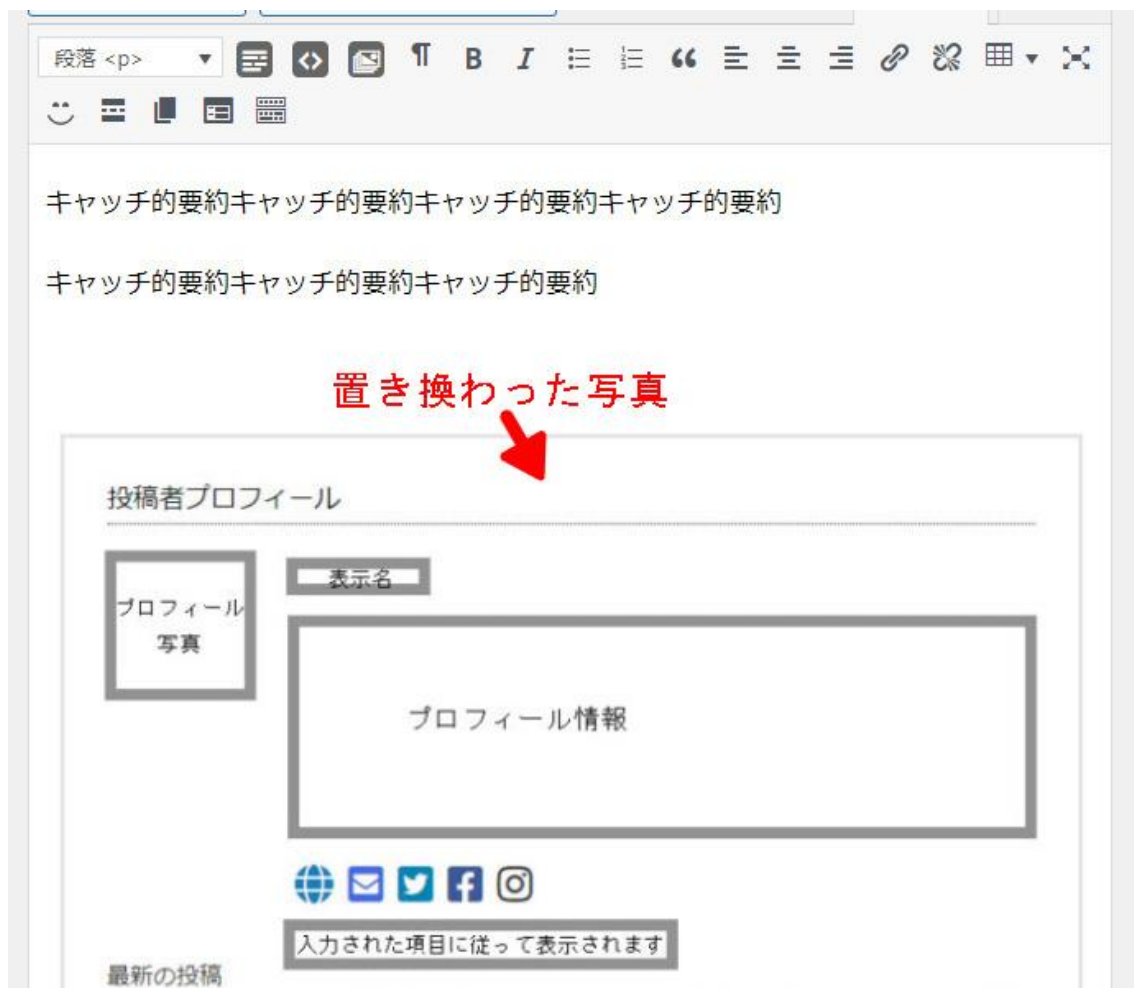 段落 <p>
キャッチ的要約キャッチ的要約キャッチ的要約キャッチ的要約
キャッチ的要約キャッチ的要約キャッチ的要約
置き換わった写真
投稿者プロフィール
プロフィール
写真
表示名
プロフィール情報
入力された項目に従って表示されます
最新の投稿